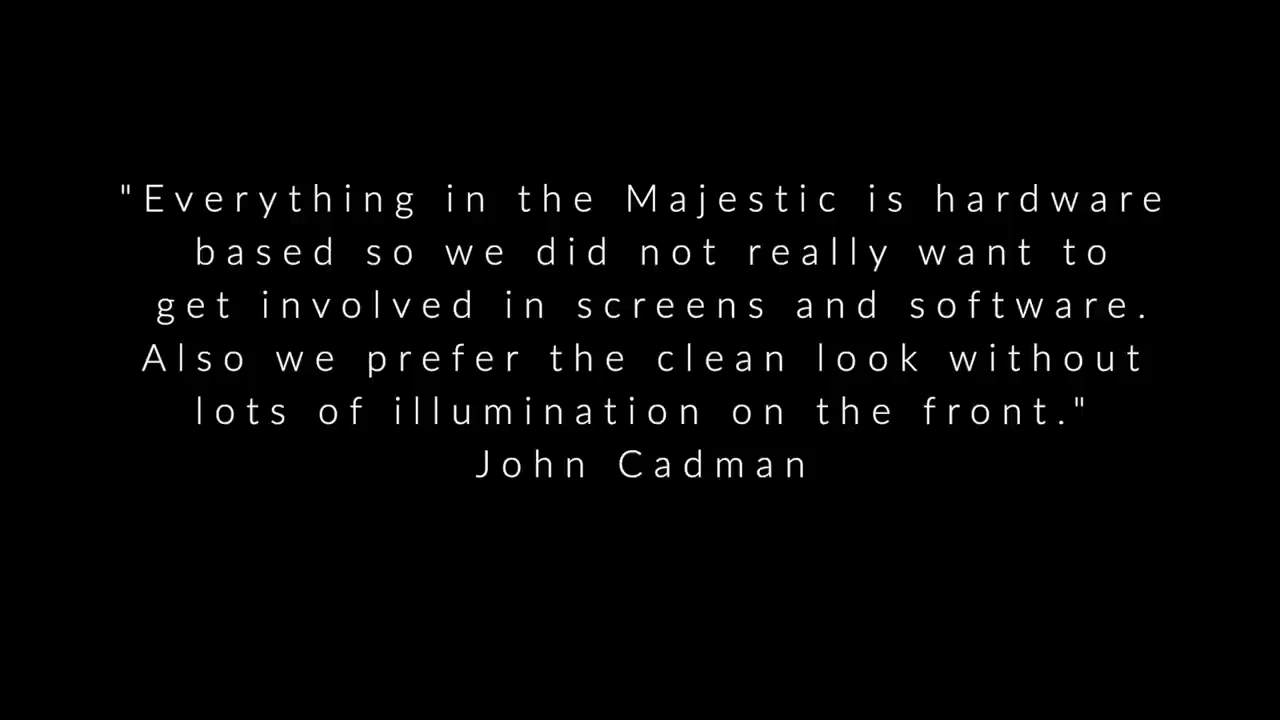 "Everything in the Majestic is hardware
based so we did not really want to
get involved in screens and software.
Also we prefer the clean look without
lots of illumination on the front."
John Cadman